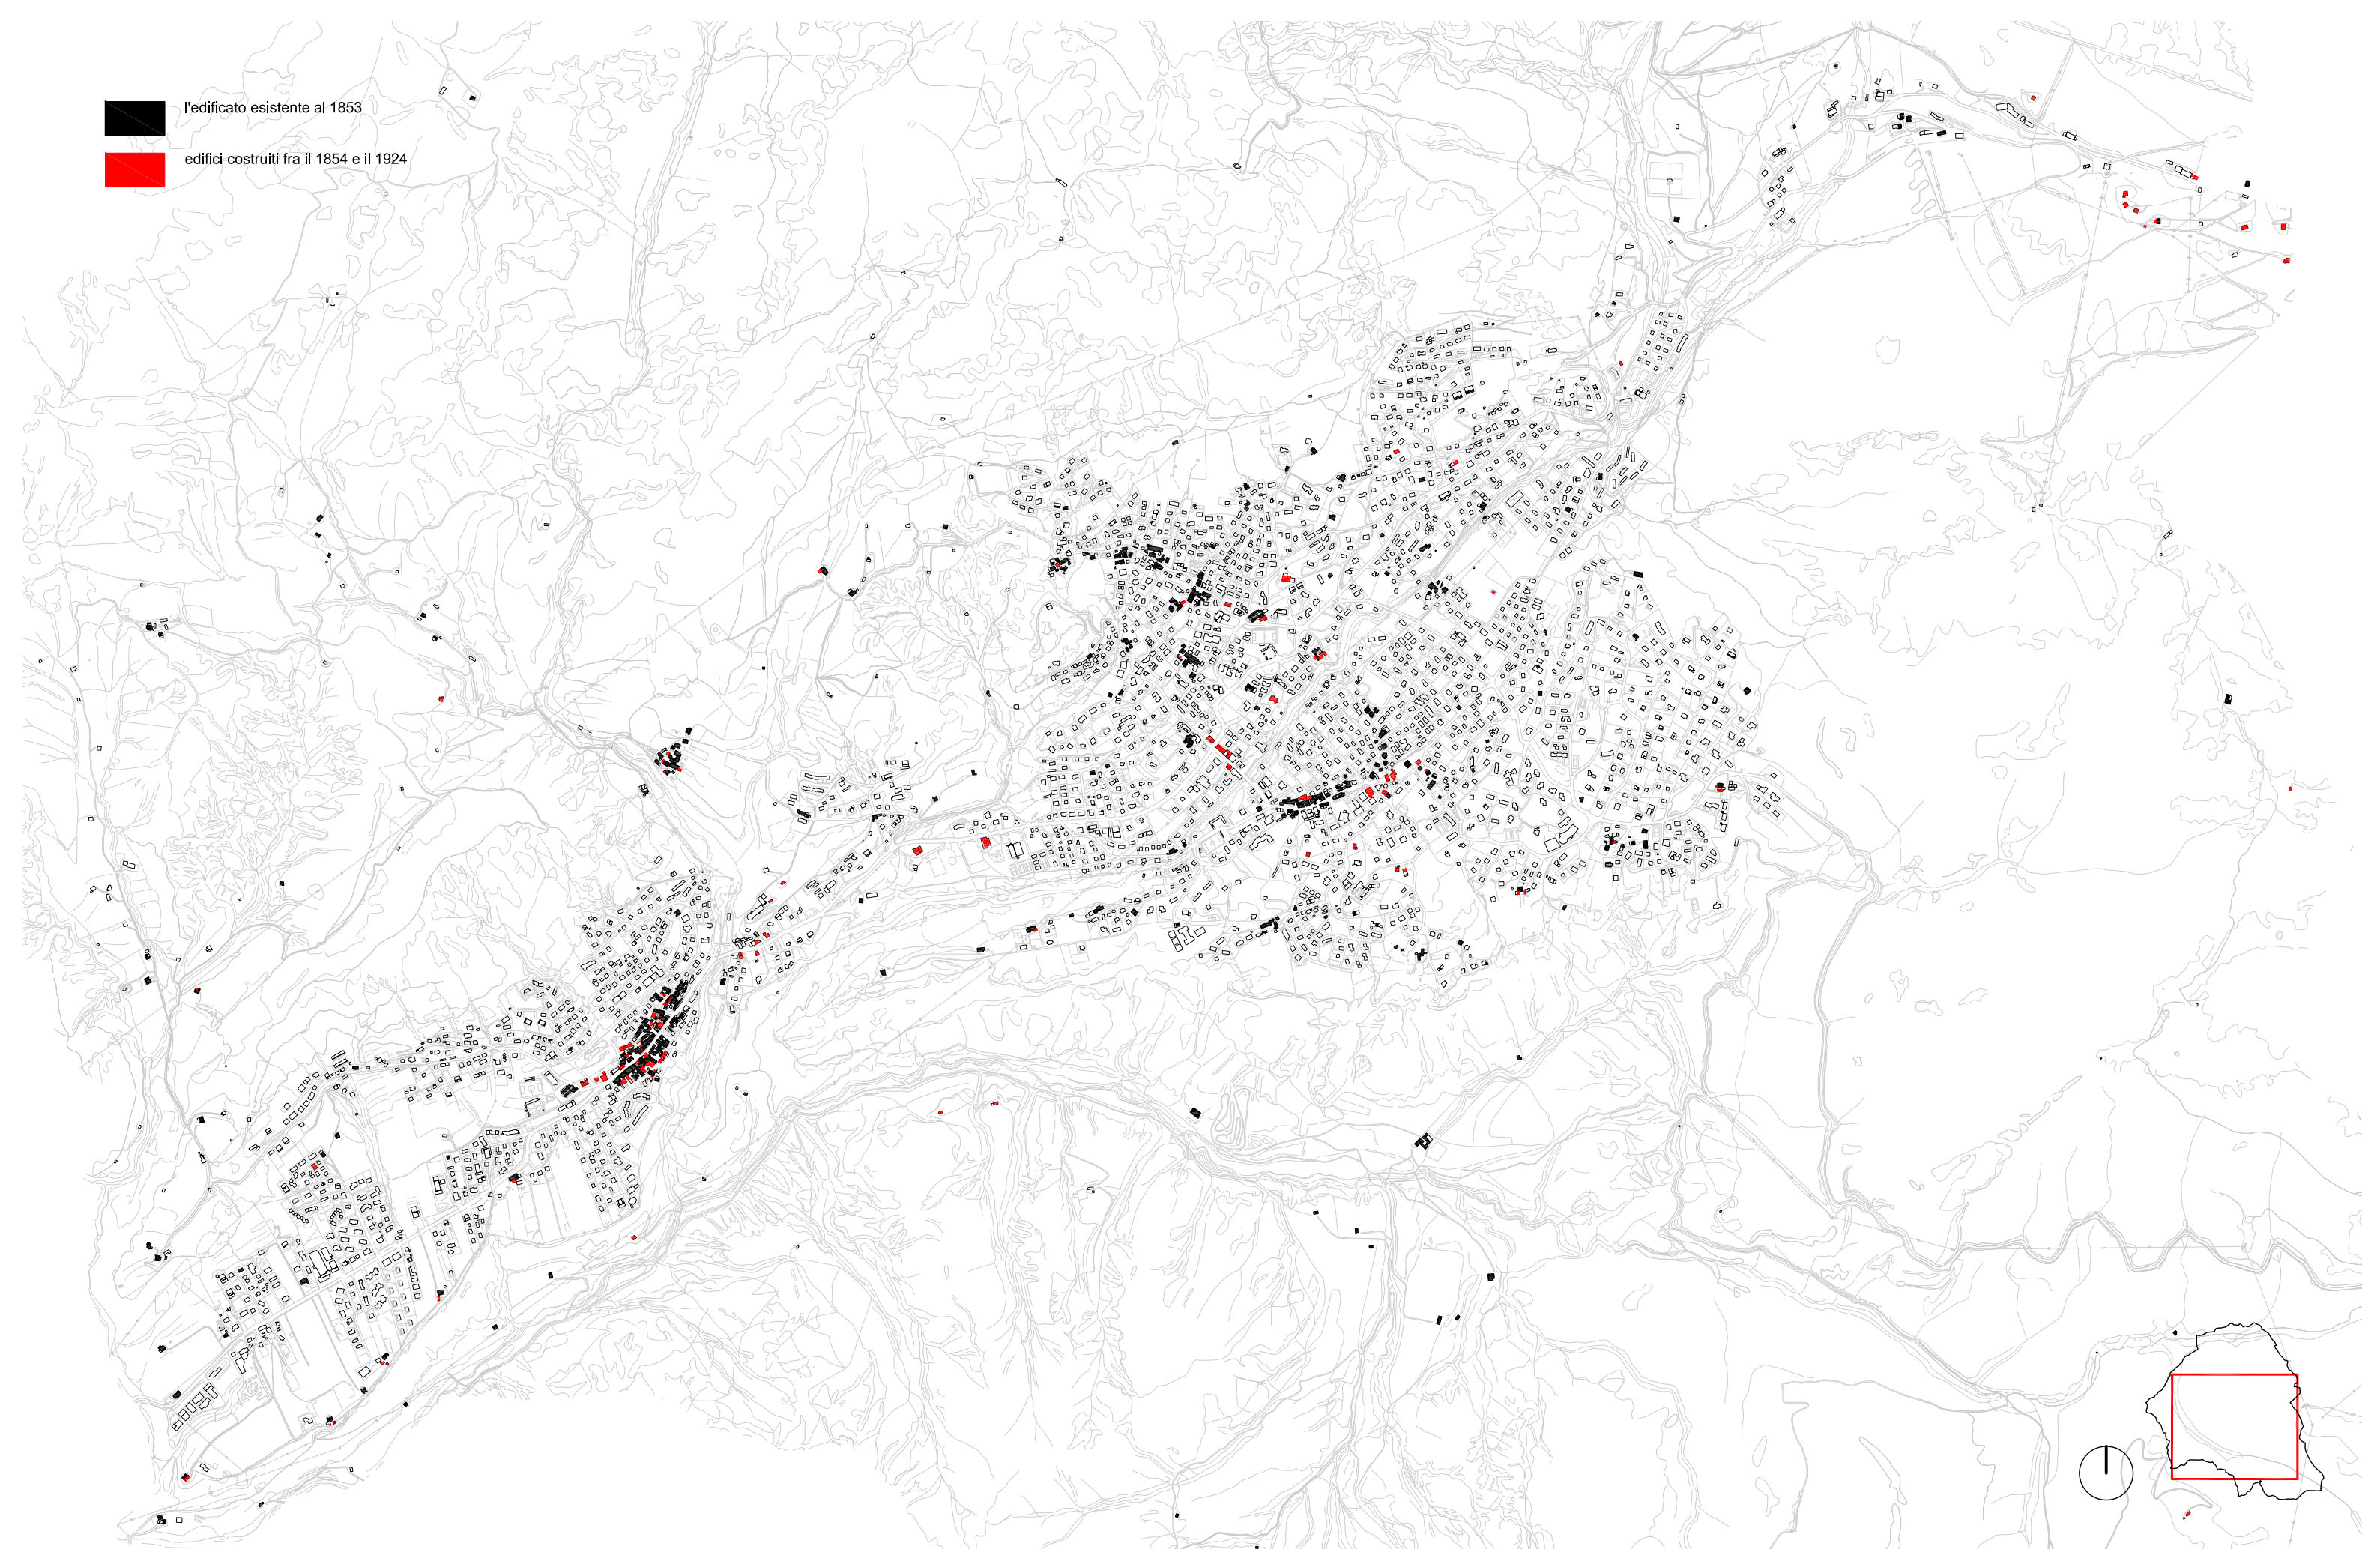 l'edificato esistente al 1853
edifici costruiti fra il 1854 e il 1924